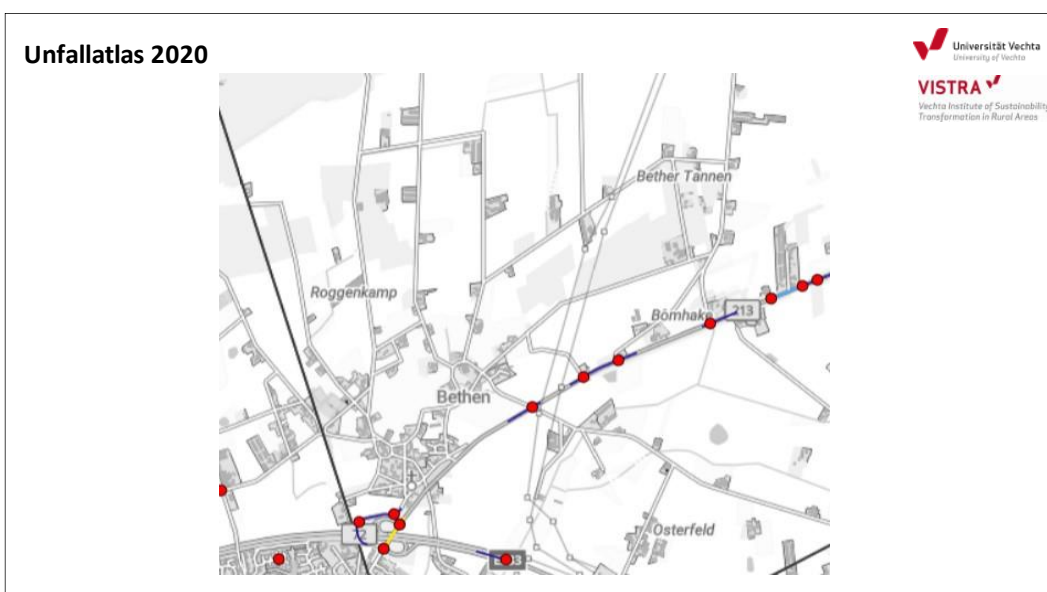 Unfallatlas 2020
Universität Vechta
University of Vechta
VISTRA
Vechta Institute of Sustainability
Transformation in Rural Areas
Bether Tannen
Roggenkamp
Bömhake
213
Bethen
72
Osterfeld